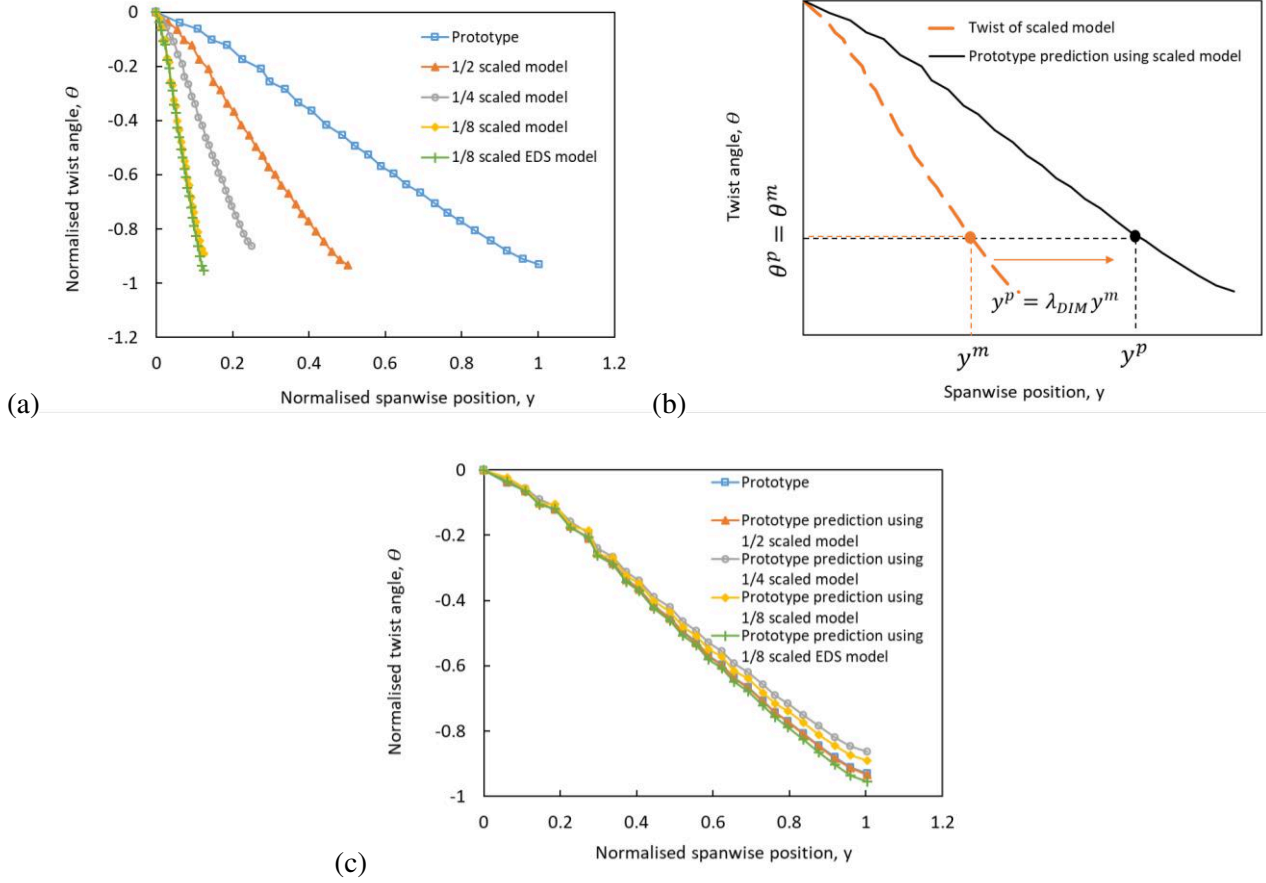 0
-0.2
-0.4
-0.6
-0.8
-1
-1.2
0 0.2 0.4 0.6 0.8 1 1.2
Normalised twist angle, θ
Normalised spanwise position, y
Prototype
1/2 scaled model
1/4 scaled model
1/8 scaled model
1/8 scaled EDS model
(a)
Twist of scaled model
Prototype prediction using scaled model
Twist angle, θ
θᵖ = θᵐ
yᵖ = λ_DIM yᵐ
yᵐ yᵖ
Spanwise position, y
(b)
0
-0.2
-0.4
-0.6
-0.8
-1
0 0.2 0.4 0.6 0.8 1 1.2
Normalised twist angle, θ
Normalised spanwise position, y
Prototype
Prototype prediction using
1/2 scaled model
Prototype prediction using
1/4 scaled model
Prototype prediction using
1/8 scaled model
Prototype prediction using
1/8 scaled EDS model
(c)